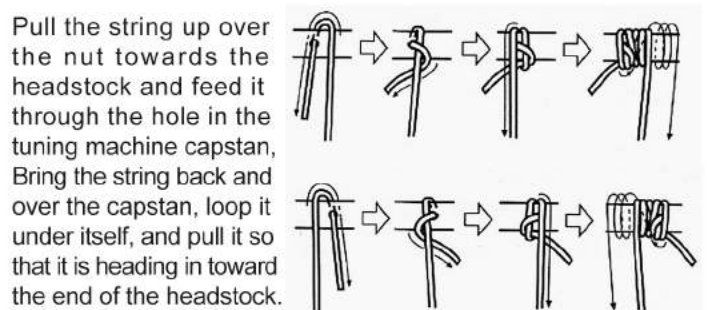 Pull the string up over
the nut towards the
headstock and feed it
through the hole in the
tuning machine capstan,
Bring the string back and
over the capstan, loop it
under itself, and pull it so
that it is heading in toward
the end of the headstock.